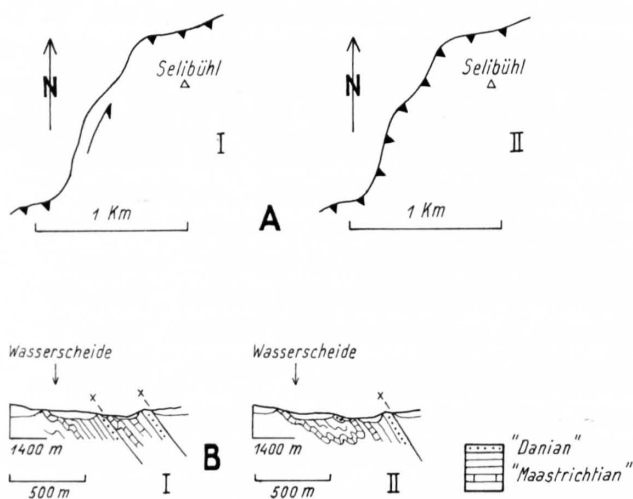 N
Selibühl
I
1 Km
N
Selibühl
II
1 Km
A
Wasserscheide
x
x
1400 m
500 m
I
B
Wasserscheide
x
1400 m
500 m
II
"Danian"
"Maastrichtian"